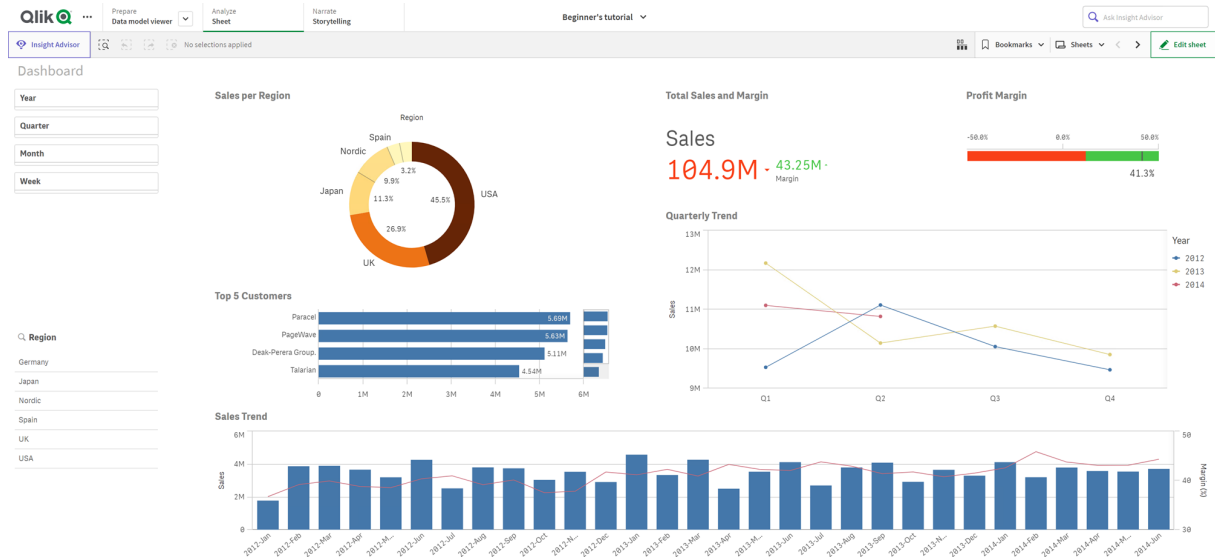 Qlik
Prepare
Data model viewer
Analyze
Sheet
Narrate
Storytelling
Beginner's tutorial
Ask Insight Advisor
Insight Advisor
No selections applied
Bookmarks
Sheets
Edit sheet
Dashboard
Year
Quarter
Month
Week
Region
Germany
Japan
Nordic
Spain
UK
USA
Sales per Region
Region
Spain
Nordic
Japan
UK
USA
3.2%
9.9%
11.3%
26.9%
45.5%
Top 5 Customers
Paracel
5.69M
PageWave
5.63M
Deak-Perera Group.
5.11M
Talarian
4.54M
0 1M 2M 3M 4M 5M 6M
Total Sales and Margin
Sales
104.9M
43.25M
Margin
Profit Margin
-50.0% 0.0% 50.0%
41.3%
Quarterly Trend
Sales
13M
12M
11M
10M
9M
Q1 Q2 Q3 Q4
Year
2012
2013
2014
Sales Trend
Sales
6M
4M
2M
0
50
40
30
Margin (%)
2012-Jan 2012-Feb 2012-Mar 2012-Apr 2012-M... 2012-Jun 2012-Jul 2012-Aug 2012-Sep 2012-Oct 2012-N... 2012-Dec 2013-Jan 2013-Feb 2013-Mar 2013-Apr 2013-M... 2013-Jun 2013-Jul 2013-Aug 2013-Sep 2013-Oct 2013-N... 2013-Dec 2014-Jan 2014-Feb 2014-Mar 2014-Apr 2014-M... 2014-Jun